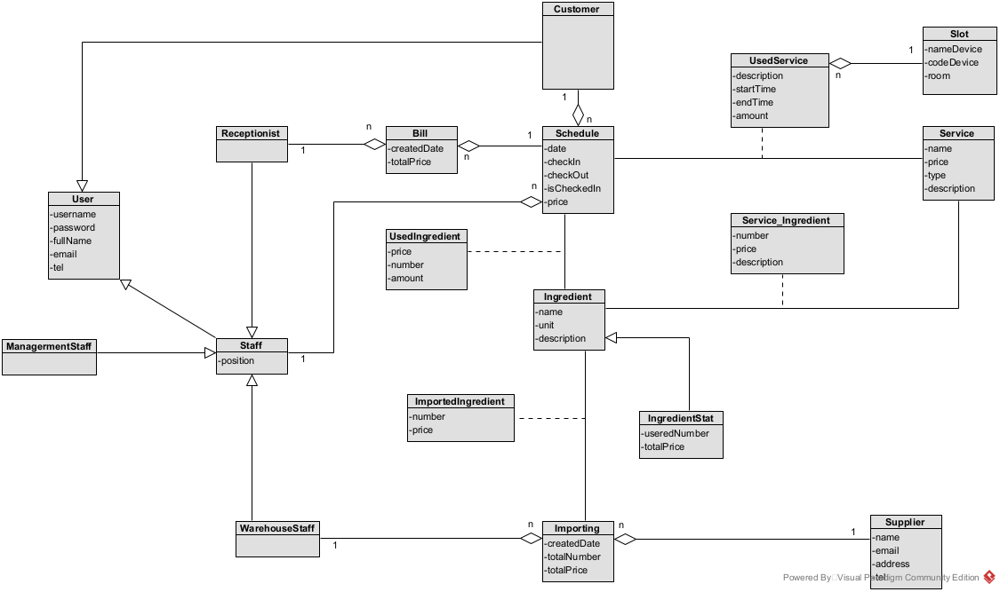 Customer
Slot
-nameDevice
-codeDevice
-room
1
UsedService
-description
-startTime
-endTime
-amount
n
1
n
Receptionist
1
n
Bill
-createdDate
-totalPrice
n
1
Schedule
-date
-checkIn
-checkOut
-isCheckedIn
-price
n
Service
-name
-price
-type
-description
User
-username
-password
-fullName
-email
-tel
UsedIngredient
-price
-number
-amount
Service_Ingredient
-number
-price
-description
Ingredient
-name
-unit
-description
ManagermentStaff
Staff
-position
1
ImportedIngredient
-number
-price
IngredientStat
-useredNumber
-totalPrice
WarehouseStaff
1
n
Importing
-createdDate
-totalNumber
-totalPrice
n
1
Supplier
-name
-email
-address
-tel
Powered By Visual Paradigm Community Edition